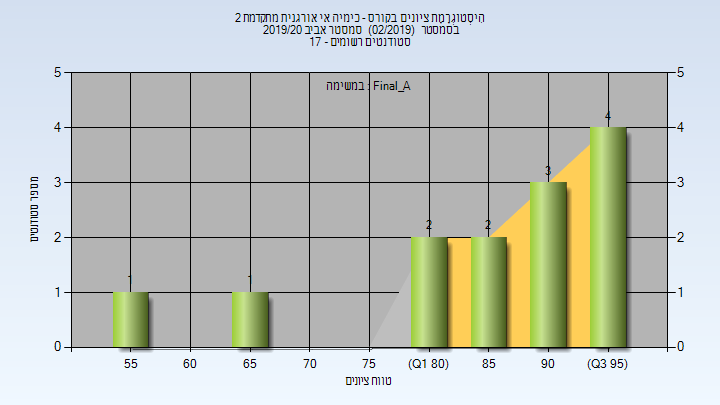 הִיסְטוֹגְרָמַת ציונים בקורס - כימיה אי אורגנית מתקדמת 2
בסמסטר (02/2019) סמסטר אביב 2019/20
סטודנטים רשומים - 17
במשימה : Final_A
5 5
4 4 4
3 3 3
2 2 2 2
1 1 1 1
0 0
מספר סטודנטים
55 60 65 70 75 (Q1 80) 85 90 (Q3 95)
טווח ציונים